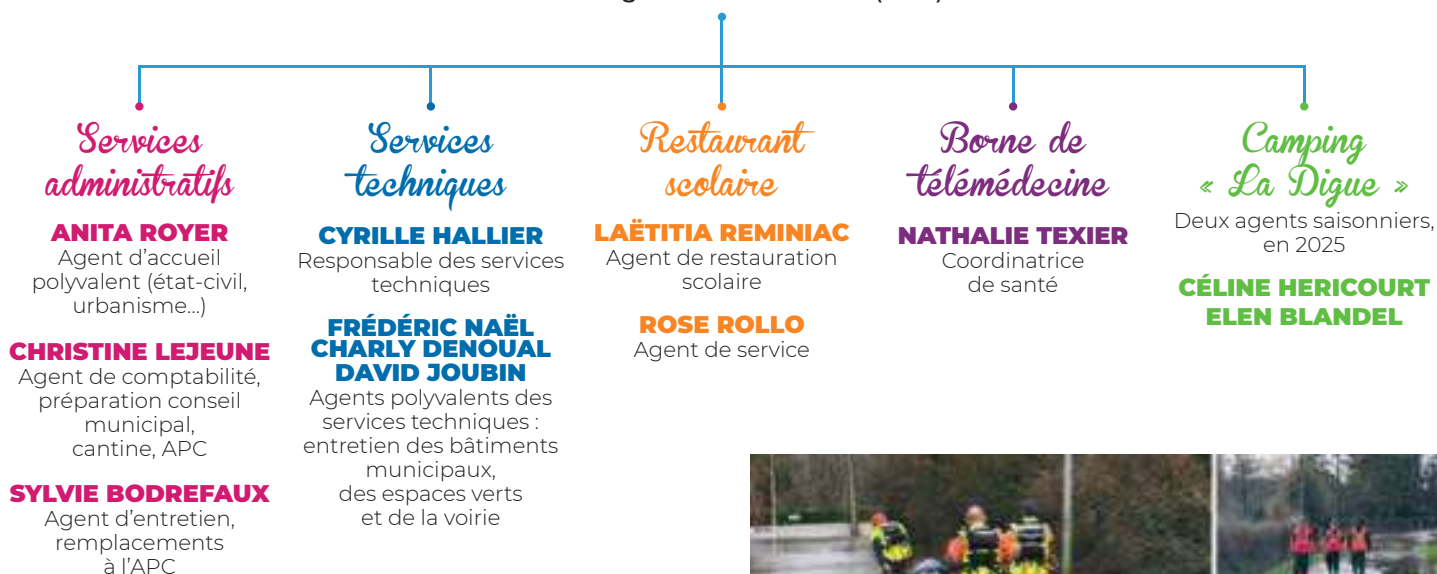 Services
administratifs
ANITA ROYER
Agent d'accueil
polyvalent (état-civil,
urbanisme...)
CHRISTINE LEJEUNE
Agent de comptabilité,
préparation conseil
municipal,
cantine, APC
SYLVIE BODREFAUX
Agent d'entretien,
remplacements
à l'APC
Services
techniques
CYRILLE HALLIER
Responsable des services
techniques
FRÉDÉRIC NAËL
CHARLY DENOUAL
DAVID JOUBIN
Agents polyvalents des
services techniques :
entretien des bâtiments
municipaux,
des espaces verts
et de la voirie
Restaurant
scolaire
LAËTITIA REMINIAC
Agent de restauration
scolaire
ROSE ROLLO
Agent de service
Borne de
télémédecine
NATHALIE TEXIER
Coordinatrice
de santé
Camping
« La Digue »
Deux agents saisonniers,
en 2025
CÉLINE HERICOURT
ELEN BLANDEL